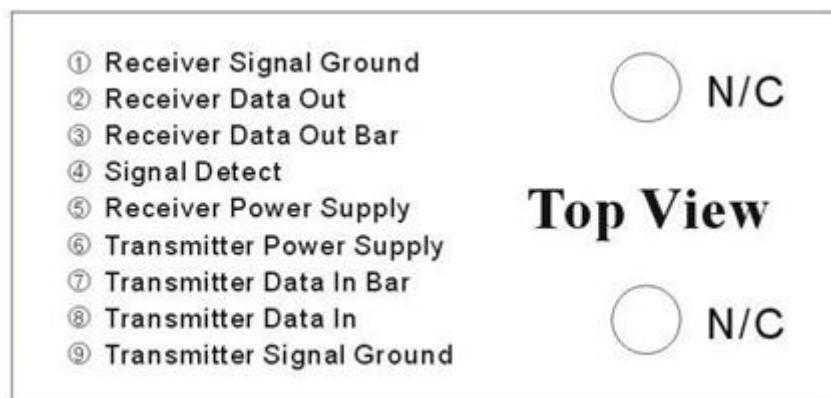 ① Receiver Signal Ground
② Receiver Data Out
③ Receiver Data Out Bar
④ Signal Detect
⑤ Receiver Power Supply
⑥ Transmitter Power Supply
⑦ Transmitter Data In Bar
⑧ Transmitter Data In
⑨ Transmitter Signal Ground
N/C
Top View
N/C